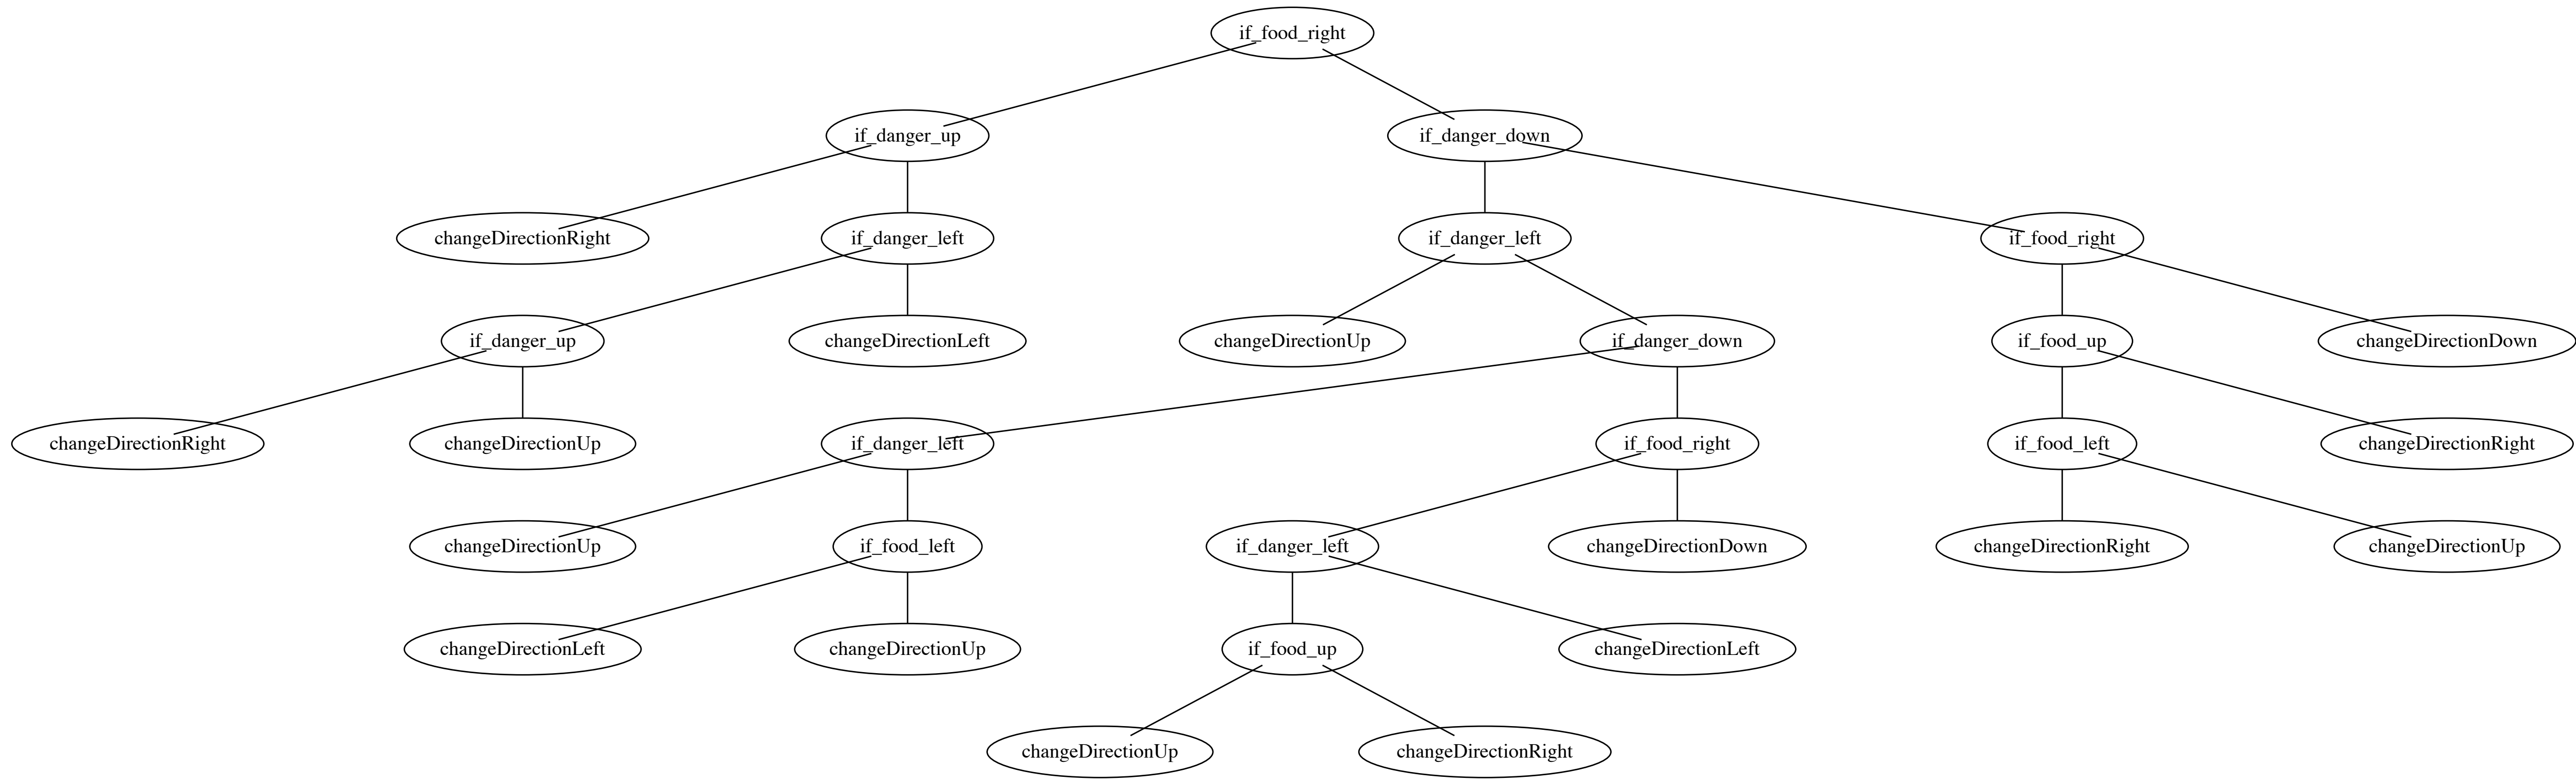 if_food_right
if_danger_up
if_danger_down
changeDirectionRight
if_danger_left
if_danger_left
if_food_right
if_danger_up
changeDirectionLeft
changeDirectionUp
if_danger_down
if_food_up
changeDirectionDown
changeDirectionRight
changeDirectionUp
if_danger_left
if_food_right
if_food_left
changeDirectionRight
changeDirectionUp
if_food_left
if_danger_left
changeDirectionDown
changeDirectionRight
changeDirectionUp
changeDirectionLeft
changeDirectionUp
if_food_up
changeDirectionLeft
changeDirectionUp
changeDirectionRight